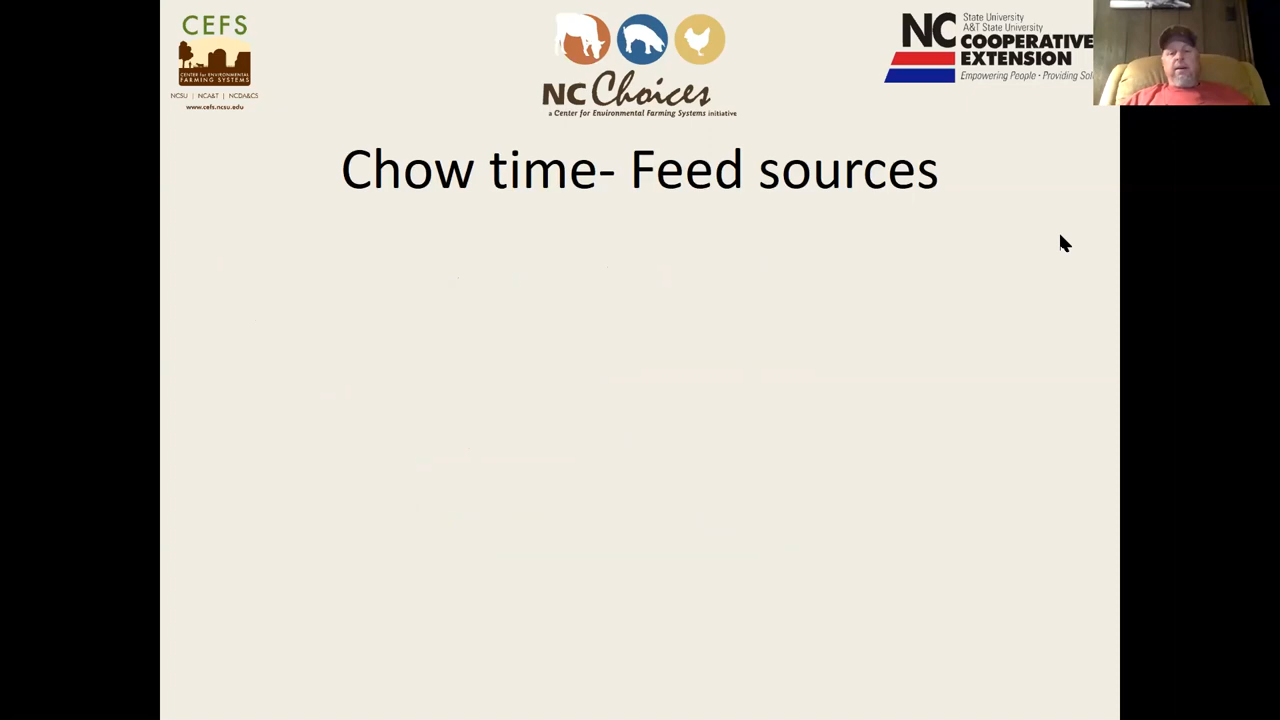 CEFS
CENTER for ENVIRONMENTAL
FARMING SYSTEMS
NCSU | NCA&T | NCDA&CS
www.cefs.ncsu.edu
NC Choices
a Center for Environmental Farming Systems initiative
NC State University
A&T State University
COOPERATIVE
EXTENSION
Empowering People • Providing Sol
Chow time- Feed sources